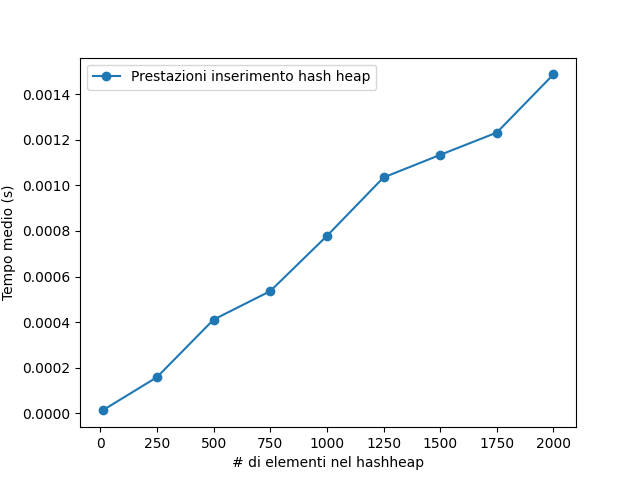 Prestazioni inserimento hash heap
Tempo medio (s)
0.0014
0.0012
0.0010
0.0008
0.0006
0.0004
0.0002
0.0000
0 250 500 750 1000 1250 1500 1750 2000
# di elementi nel hashheap